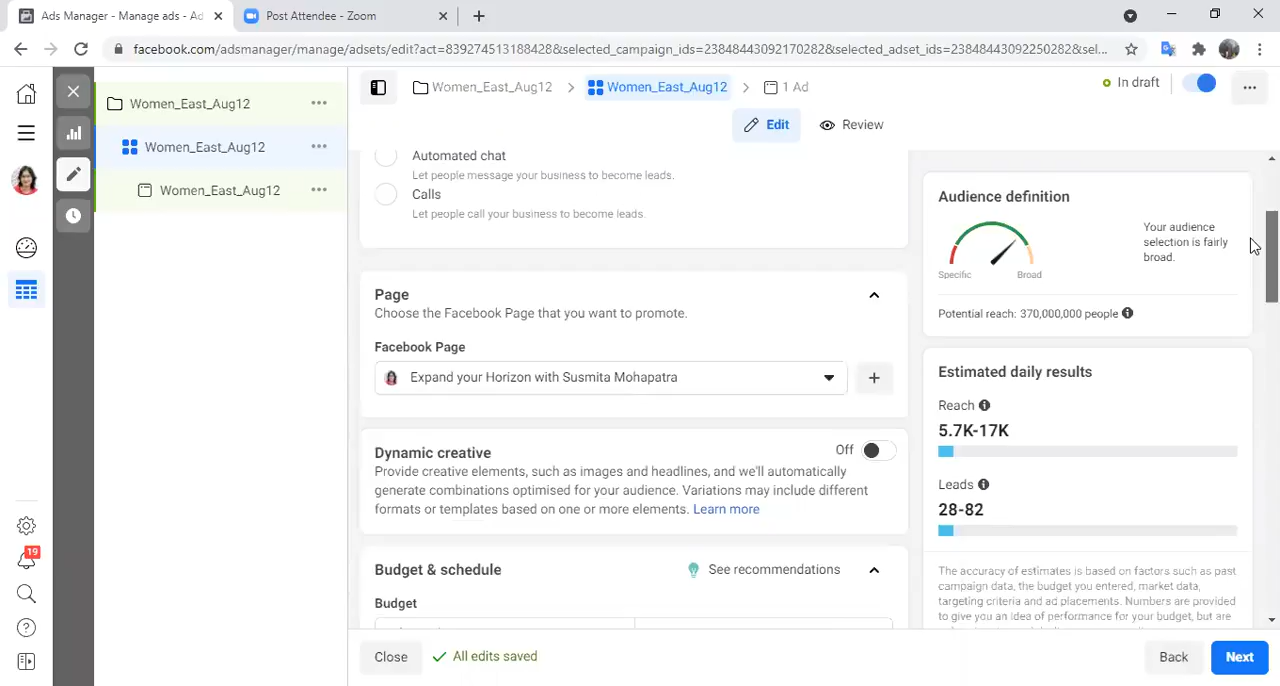 Ads Manager - Manage ads - Ad
Post Attendee - Zoom
facebook.com/adsmanager/manage/adsets/edit?act=839274513188428&selected_campaign_ids=23848443092170282&selected_adset_ids=23848443092250282&sel...
Women_East_Aug12
Women_East_Aug12
Women_East_Aug12
Women_East_Aug12
Women_East_Aug12
1 Ad
In draft
Edit
Review
Automated chat
Let people message your business to become leads.
Calls
Let people call your business to become leads.
Page
Choose the Facebook Page that you want to promote.
Facebook Page
Expand your Horizon with Susmita Mohapatra
Dynamic creative
Off
Provide creative elements, such as images and headlines, and we'll automatically
generate combinations optimised for your audience. Variations may include different
formats or templates based on one or more elements. Learn more
Budget & schedule
See recommendations
Budget
Audience definition
Your audience
selection is fairly
broad.
Specific
Broad
Potential reach: 370,000,000 people
Estimated daily results
Reach
5.7K-17K
Leads
28-82
The accuracy of estimates is based on factors such as past
campaign data, the budget you entered, market data,
targeting criteria and ad placements. Numbers are provided
to give you an idea of performance for your budget, but are
19
Close
All edits saved
Back
Next